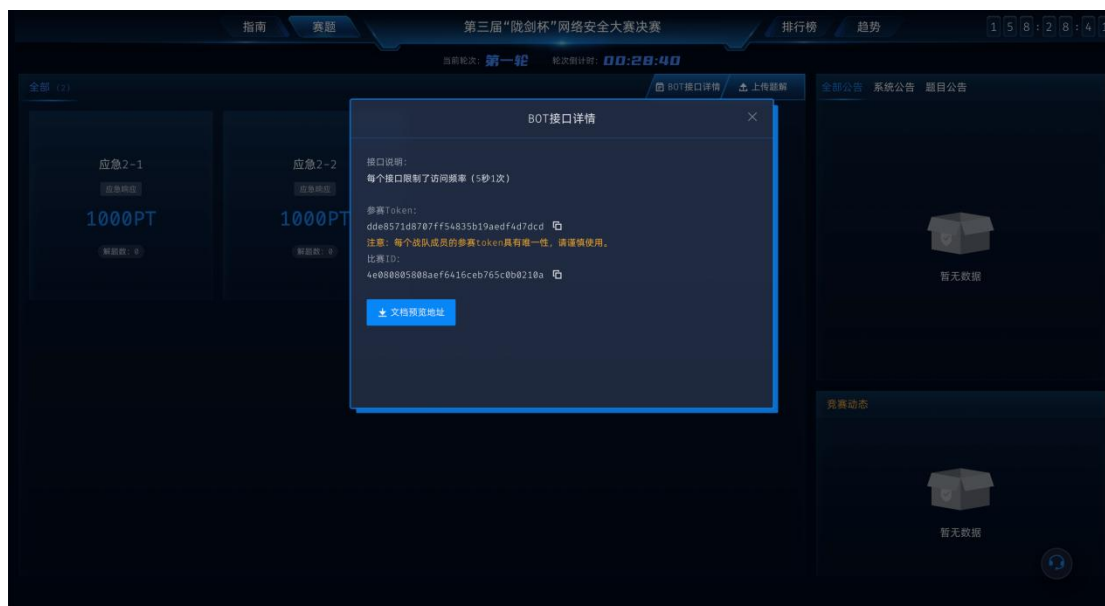 指南
赛题
第三届“陇剑杯”网络安全大赛决赛
排行榜
趋势
158:28:4
当前轮次: 第一轮 轮次倒计时: 00:28:40
全部 (2)
BOT接口详情
上传题解
全部公告 系统公告 题目公告
BOT接口详情
应急2-1
应急响应
1000PT
解题数: 0
应急2-2
应急响应
1000PT
解题数: 0
接口说明:
每个接口限制了访问频率（5秒1次）
参赛Token:
dde8571d8707ff54835b19aedf4d7dcd
注意: 每个战队成员的参赛token具有唯一性, 请谨慎使用。
比赛ID:
4e080805808aef6416ceb765c0b0210a
文档预览地址
暂无数据
竞赛动态
暂无数据